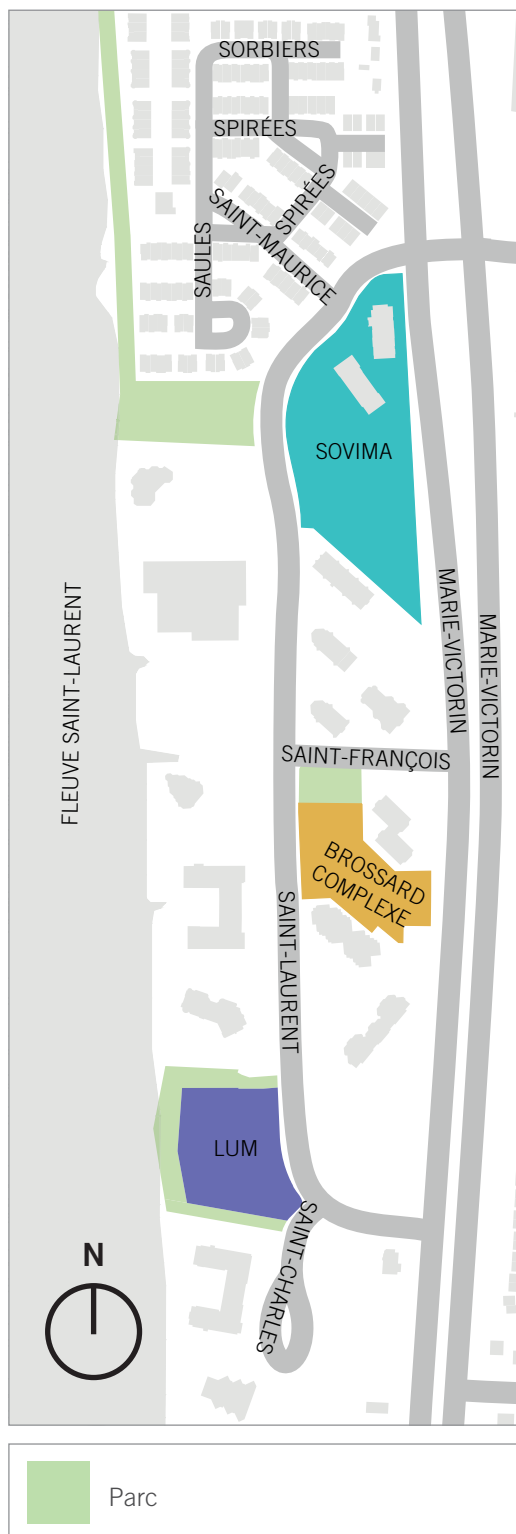 SORBIERS
SPIRÉES
SPIRÉES
SAINT-MAURICE
SAULES
SOVIMA
FLEUVE SAINT-LAURENT
MARIE-VICTORIN
MARIE-VICTORIN
SAINT-FRANÇOIS
BROSSARD
COMPLEXE
SAINT-LAURENT
LUM
SAINT-CHARLES
N
Parc